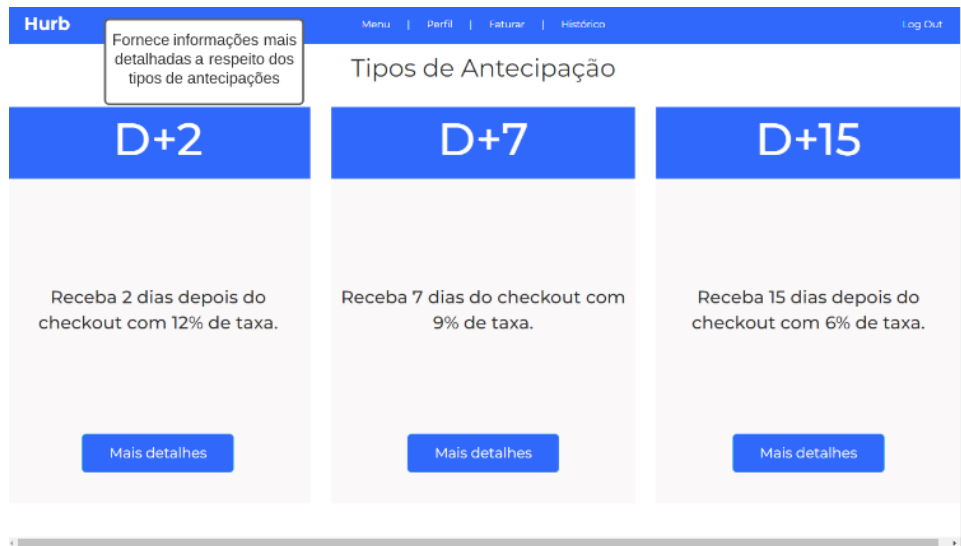 Hurb
Menu | Perfil | Faturar | Histórico
Log Out
Fornece informações mais
detalhadas a respeito dos
tipos de antecipações
Tipos de Antecipação
D+2
Receba 2 dias depois do
checkout com 12% de taxa.
Mais detalhes
D+7
Receba 7 dias do checkout com
9% de taxa.
Mais detalhes
D+15
Receba 15 dias depois do
checkout com 6% de taxa.
Mais detalhes